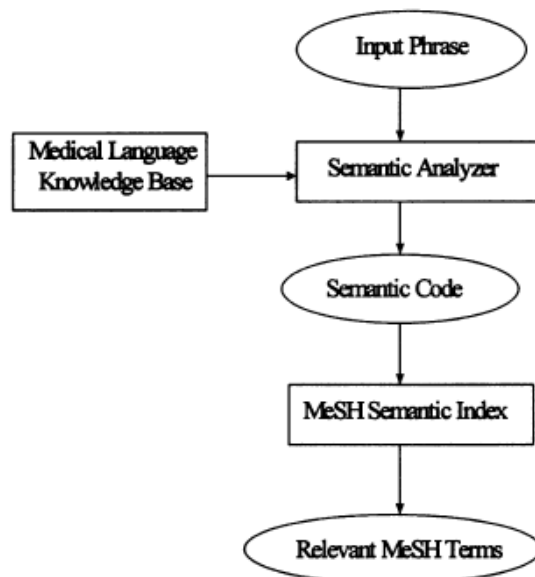 Input Phrase
Medical Language
Knowledge Base
Semantic Analyzer
Semantic Code
MeSH Semantic Index
Relevant MeSH Terms